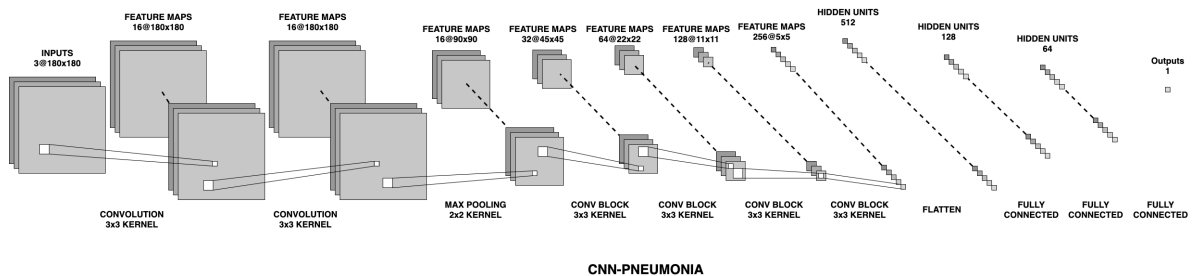 INPUTS
3@180x180
FEATURE MAPS
16@180x180
FEATURE MAPS
16@180x180
FEATURE MAPS
16@90x90
FEATURE MAPS
32@45x45
FEATURE MAPS
64@22x22
FEATURE MAPS
128@11x11
FEATURE MAPS
256@5x5
HIDDEN UNITS
512
HIDDEN UNITS
128
HIDDEN UNITS
64
Outputs
1
CONVOLUTION
3x3 KERNEL
CONVOLUTION
3x3 KERNEL
MAX POOLING
2x2 KERNEL
CONV BLOCK
3x3 KERNEL
CONV BLOCK
3x3 KERNEL
CONV BLOCK
3x3 KERNEL
CONV BLOCK
3x3 KERNEL
FLATTEN
FULLY
CONNECTED
FULLY
CONNECTED
FULLY
CONNECTED
CNN-PNEUMONIA